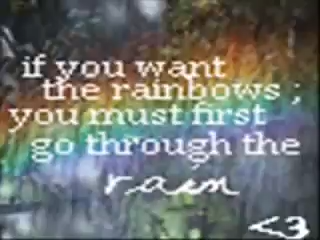 if you want
the rainbows ;
you must first
go through the
rain
<3